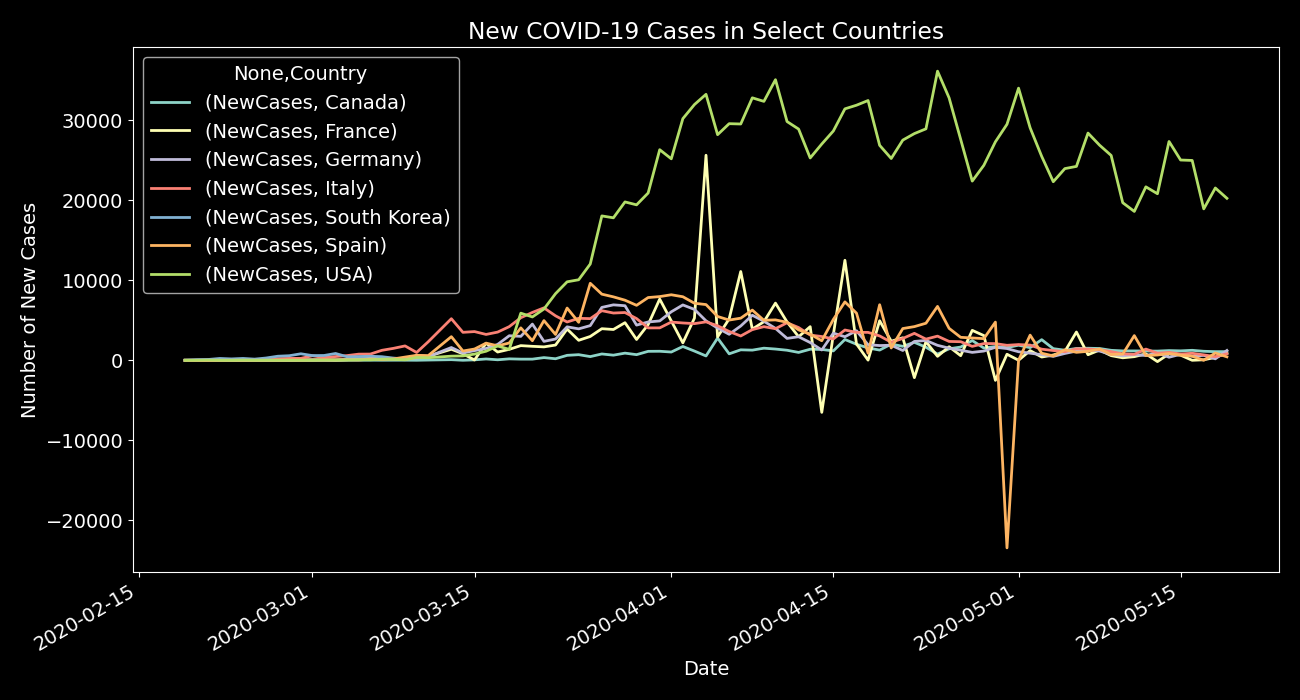 New COVID-19 Cases in Select Countries
None,Country
(NewCases, Canada)
(NewCases, France)
(NewCases, Germany)
(NewCases, Italy)
(NewCases, South Korea)
(NewCases, Spain)
(NewCases, USA)
Number of New Cases
30000
20000
10000
0
−10000
−20000
2020-02-15
2020-03-01
2020-03-15
2020-04-01
2020-04-15
2020-05-01
2020-05-15
Date